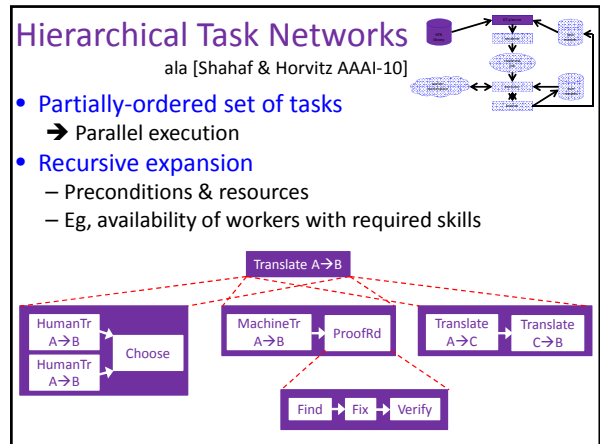 Hierarchical Task Networks
ala [Shahaf & Horvitz AAAI-10]
• Partially-ordered set of tasks
➔ Parallel execution
• Recursive expansion
– Preconditions & resources
– Eg, availability of workers with required skills
Translate A→B
HumanTr
A→B
HumanTr
A→B
Choose
MachineTr
A→B
ProofRd
Translate
A→C
Translate
C→B
Find
Fix
Verify